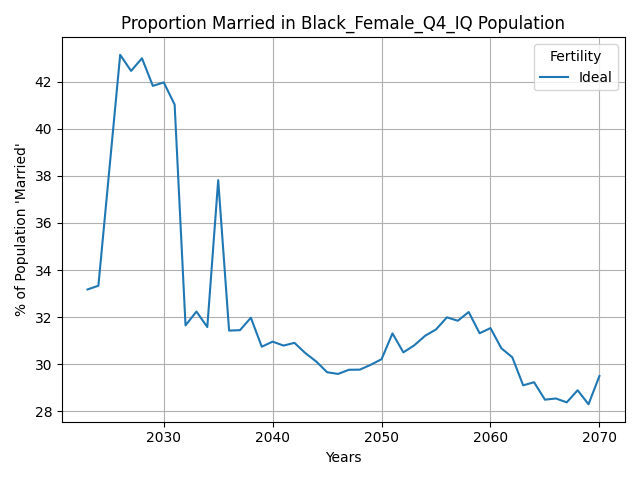 Proportion Married in Black_Female_Q4_IQ Population
Fertility
Ideal
% of Population 'Married'
42
40
38
36
34
32
30
28
2030
2040
2050
2060
2070
Years